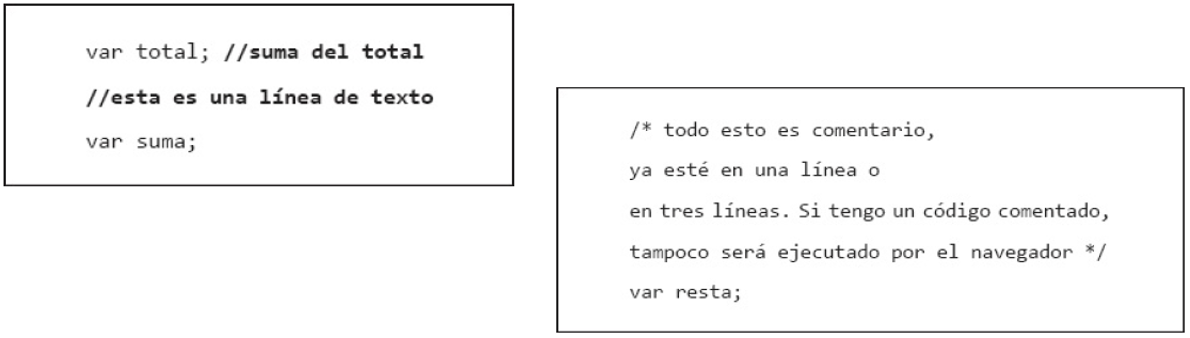 var total; //suma del total
//esta es una línea de texto
var suma;
/* todo esto es comentario,
ya esté en una línea o
en tres líneas. Si tengo un código comentado,
tampoco será ejecutado por el navegador */
var resta;